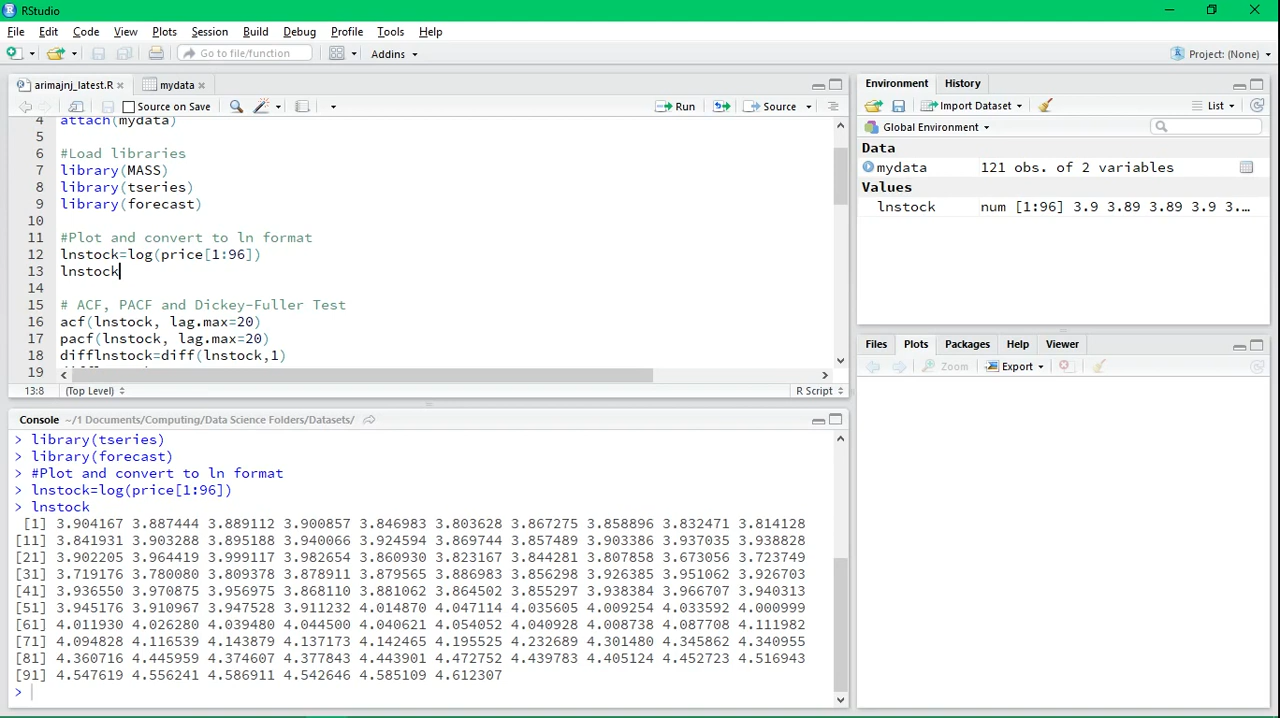 RStudio
File Edit Code View Plots Session Build Debug Profile Tools Help
Go to file/function Addins Project: (None)
arimajnj_latest.R mydata
Source on Save Run Source
4 attach(mydata)
5
6 #Load libraries
7 library(MASS)
8 library(tseries)
9 library(forecast)
10
11 #Plot and convert to ln format
12 lnstock=log(price[1:96])
13 lnstock
14
15 # ACF, PACF and Dickey-Fuller Test
16 acf(lnstock, lag.max=20)
17 pacf(lnstock, lag.max=20)
18 difflnstock=diff(lnstock,1)
19
13:8 (Top Level) R Script
Console ~/1 Documents/Computing/Data Science Folders/Datasets/
> library(tseries)
> library(forecast)
> #Plot and convert to ln format
> lnstock=log(price[1:96])
> lnstock
[1] 3.904167 3.887444 3.889112 3.900857 3.846983 3.803628 3.867275 3.858896 3.832471 3.814128
[11] 3.841931 3.903288 3.895188 3.940066 3.924594 3.869744 3.857489 3.903386 3.937035 3.938828
[21] 3.902205 3.964419 3.999117 3.982654 3.860930 3.823167 3.844281 3.807858 3.673056 3.723749
[31] 3.719176 3.780080 3.809378 3.878911 3.879565 3.886983 3.856298 3.926385 3.951062 3.926703
[41] 3.936550 3.970875 3.956975 3.868110 3.881062 3.864502 3.855297 3.938384 3.966707 3.940313
[51] 3.945176 3.910967 3.947528 3.911232 4.014870 4.047114 4.035605 4.009254 4.033592 4.000999
[61] 4.011930 4.026280 4.039480 4.044500 4.040621 4.054052 4.040928 4.008738 4.087708 4.111982
[71] 4.094828 4.116539 4.143879 4.137173 4.142465 4.195525 4.232689 4.301480 4.345862 4.340955
[81] 4.360716 4.445959 4.374607 4.377843 4.443901 4.472752 4.439783 4.405124 4.452723 4.516943
[91] 4.547619 4.556241 4.586911 4.542646 4.585109 4.612307
>
Environment History
Import Dataset List
Global Environment
Data
mydata 121 obs. of 2 variables
Values
lnstock num [1:96] 3.9 3.89 3.89 3.9 3.…
Files Plots Packages Help Viewer
Zoom Export